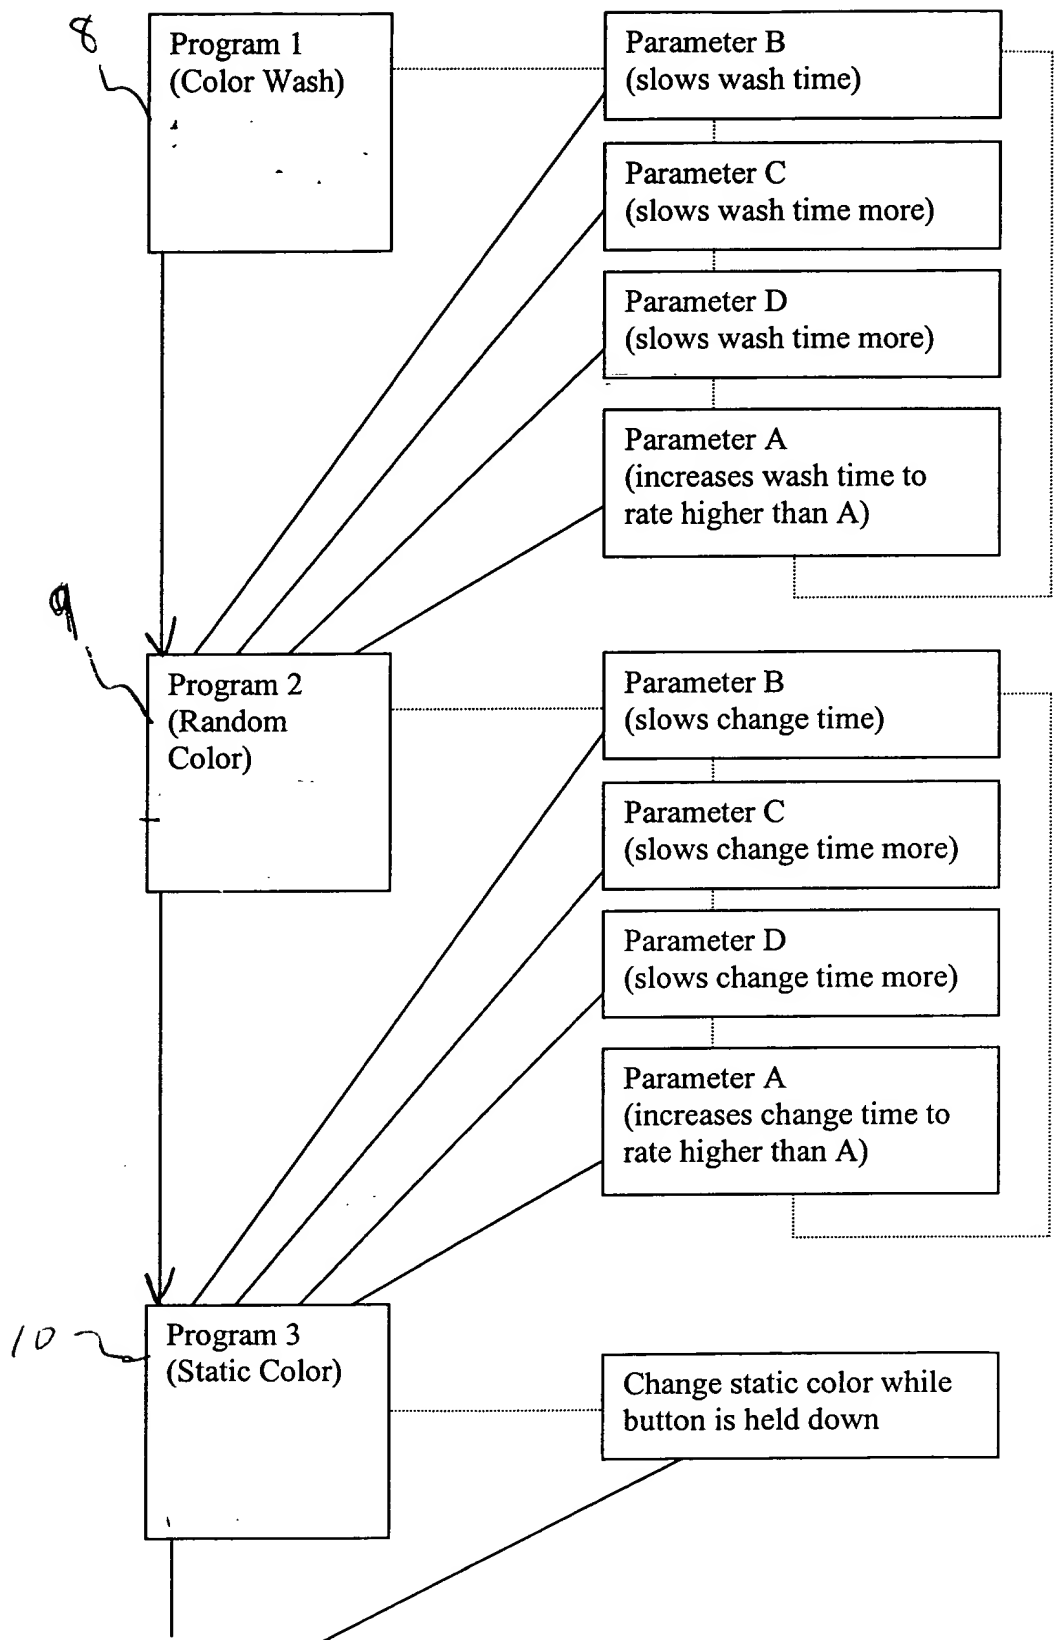 8
Program 1
(Color Wash)
Parameter B
(slows wash time)
Parameter C
(slows wash time more)
Parameter D
(slows wash time more)
Parameter A
(increases wash time to
rate higher than A)
9
Program 2
(Random
Color)
Parameter B
(slows change time)
Parameter C
(slows change time more)
Parameter D
(slows change time more)
Parameter A
(increases change time to
rate higher than A)
10
Program 3
(Static Color)
Change static color while
button is held down